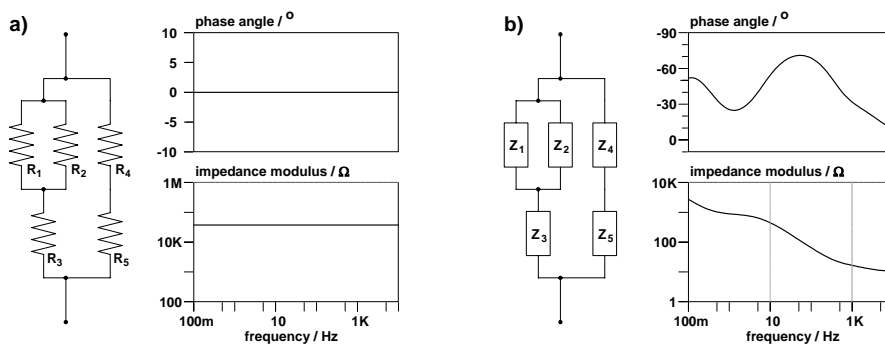 a)
phase angle / °
10
5
0
-5
-10
R1
R2
R4
R3
R5
impedance modulus / Ω
1M
10K
100
100m
10
1K
frequency / Hz
b)
phase angle / °
-90
-60
-30
0
Z1
Z2
Z4
Z3
Z5
impedance modulus / Ω
10K
100
1
100m
10
1K
frequency / Hz